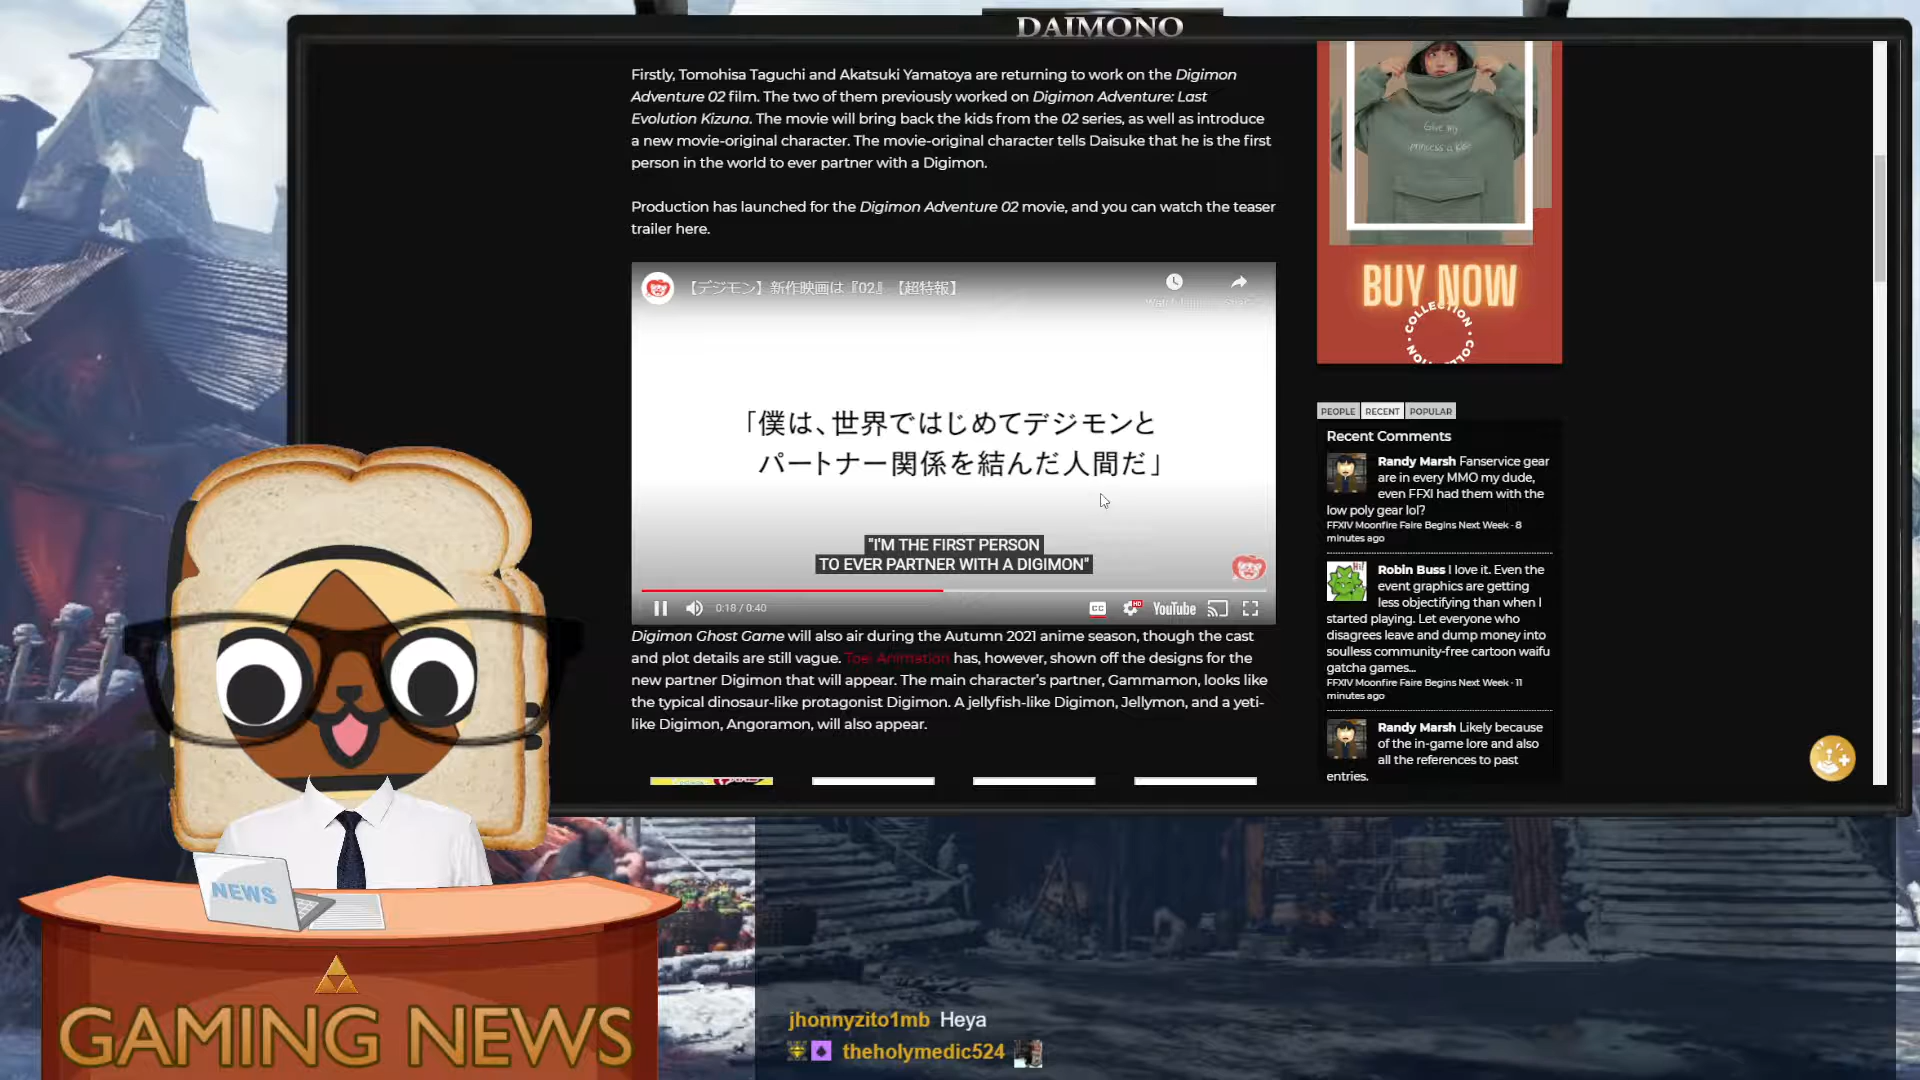 DAIMONO
Firstly, Tomohisa Taguchi and Akatsuki Yamatoya are returning to work on the Digimon
Adventure 02 film. The two of them previously worked on Digimon Adventure: Last
Evolution Kizuna. The movie will bring back the kids from the 02 series, as well as introduce
a new movie-original character. The movie-original character tells Daisuke that he is the first
person in the world to ever partner with a Digimon.
Production has launched for the Digimon Adventure 02 movie, and you can watch the teaser
trailer here.
【デジモン】新作映画は『02』【超特報】
「僕は、世界ではじめてデジモンと
パートナー関係を結んだ人間だ」
"I'M THE FIRST PERSON
TO EVER PARTNER WITH A DIGIMON"
0:18 / 0:40
CC
HD
YouTube
Digimon Ghost Game will also air during the Autumn 2021 anime season, though the cast
and plot details are still vague. Toei Animation has, however, shown off the designs for the
new partner Digimon that will appear. The main character's partner, Gammamon, looks like
the typical dinosaur-like protagonist Digimon. A jellyfish-like Digimon, Jellymon, and a yeti-
like Digimon, Angoramon, will also appear.
Give my
princess a kiss
BUY NOW
COLLECTION
PEOPLE RECENT POPULAR
Recent Comments
Randy Marsh Fanservice gear
are in every MMO my dude,
even FFXI had them with the
low poly gear lol?
FFXIV Moonfire Faire Begins Next Week · 8
minutes ago
Hi!
Robin Buss I love it. Even the
event graphics are getting
less objectifying than when I
started playing. Let everyone who
disagrees leave and dump money into
soulless community-free cartoon waifu
gatcha games...
FFXIV Moonfire Faire Begins Next Week · 11
minutes ago
Randy Marsh Likely because
of the in-game lore and also
all the references to past
entries.
NEWS
GAMING NEWS
jhonnyzito1mb Heya
theholymedic524